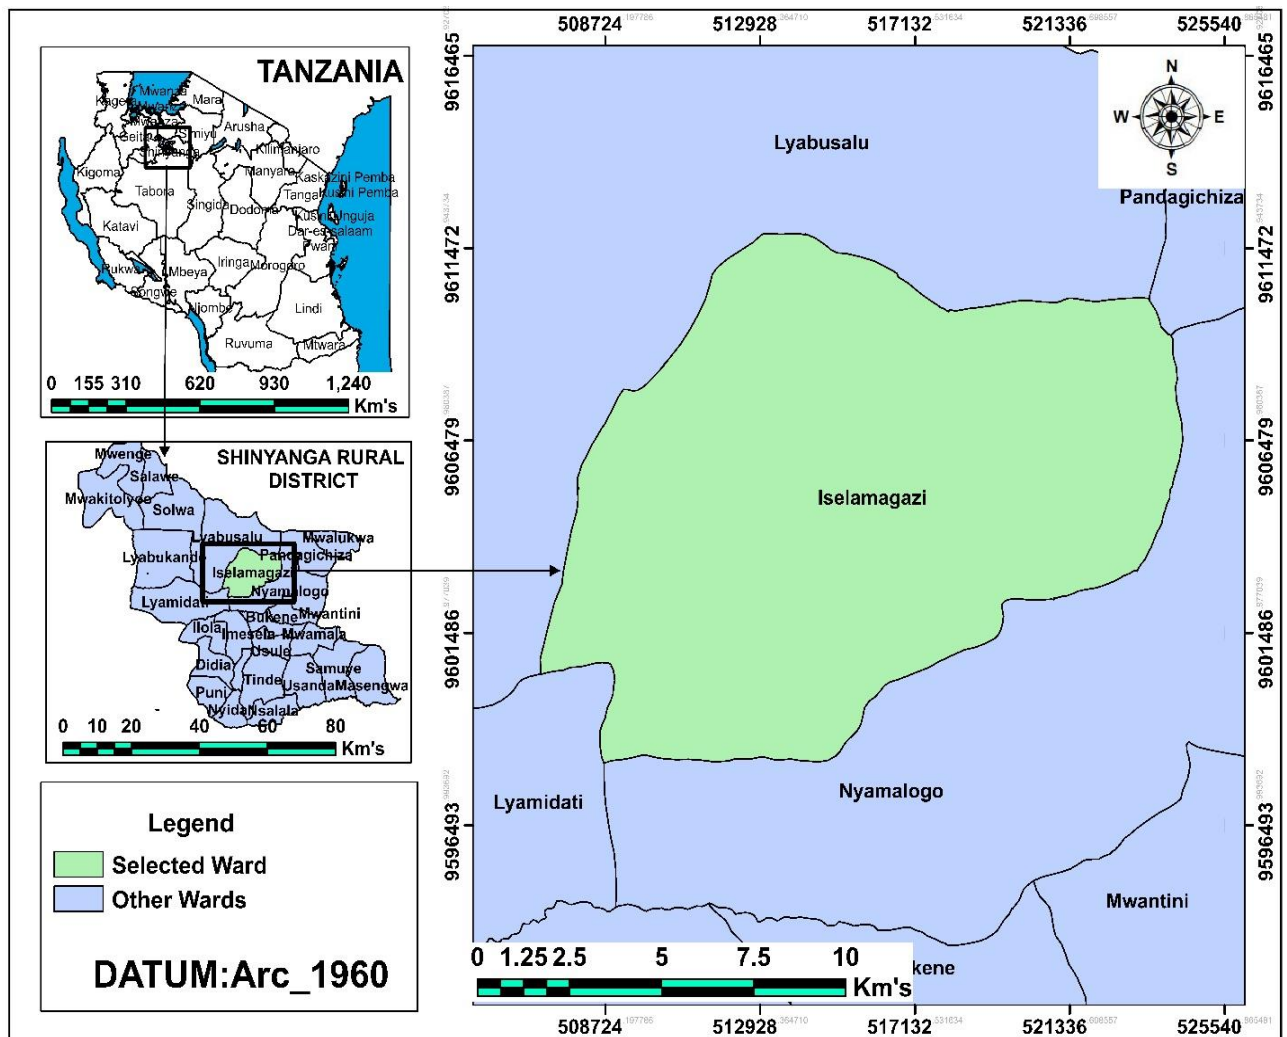 508724 512928 517132 521336 525540
TANZANIA
Kagera
Mara
Geita
Simiyu
Arusha
Shinyanga
Kilimanjaro
Kigoma
Manyara
Kaskazini Pemba
Kusini Pemba
Tabora
Tanga
Singida
Dodoma
Kusini Unguja
Katavi
Dar-es-salaam
Pwani
Iringa
Morogoro
Rukwa
Mbeya
Songwe
Njombe
Lindi
Ruvuma
Mtwara
0 155 310 620 930 1,240
Km's
SHINYANGA RURAL
DISTRICT
Mwenge
Salawe
Mwakitolyo
Solwa
Lyabusalu
Mwalukwa
Lyabukande
Pandagichiza
Iselamagazi
Nyamalogo
Lyamidati
Bukene
Mwantini
Ilola
Imesela
Mwamala
Usule
Didia
Samuye
Tinde
Usanda
Masengwa
Puni
Nyida
Nsalala
0 10 20 40 60 80
Km's
Legend
Selected Ward
Other Wards
DATUM:Arc_1960
9616465
9611472
9606479
9601486
9596493
N
W
E
S
Lyabusalu
Pandagichiza
Iselamagazi
Lyamidati
Nyamalogo
Mwantini
kene
0 1.25 2.5 5 7.5 10
Km's
9616465
9611472
9606479
9601486
9596493
508724 512928 517132 521336 525540